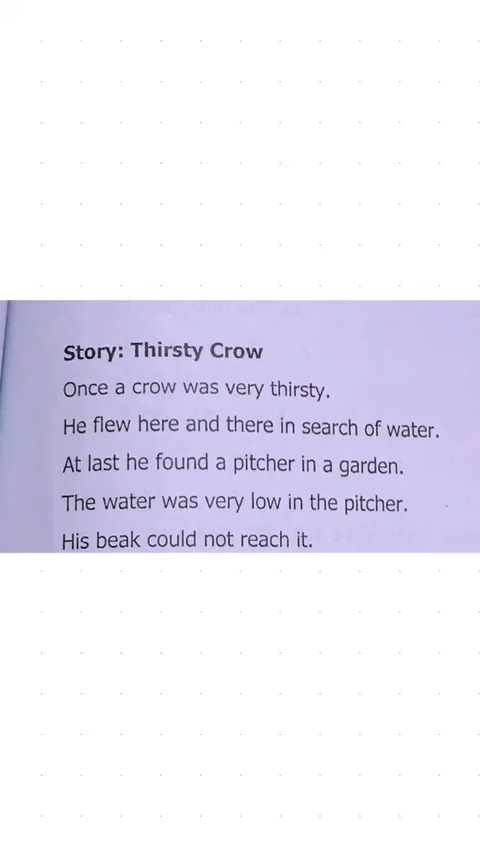 Story: Thirsty Crow
Once a crow was very thirsty.
He flew here and there in search of water.
At last he found a pitcher in a garden.
The water was very low in the pitcher.
His beak could not reach it.